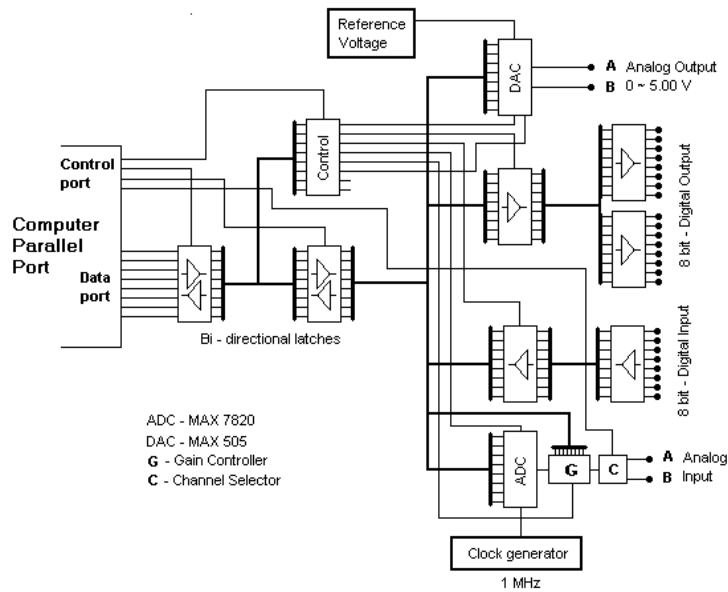 Reference
Voltage
DAC
A Analog Output
B 0 ~ 5.00 V
Control
port
Control
Computer
Parallel
Port
Data
port
8 bit - Digital Output
Bi - directional latches
8 bit - Digital Input
ADC - MAX 7820
DAC - MAX 505
G - Gain Controller
C - Channel Selector
ADC
G
C
A Analog
B Input
Clock generator
1 MHz